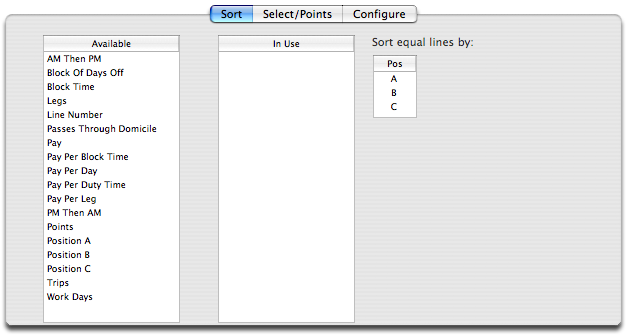 Sort Select/Points Configure
Available
AM Then PM
Block Of Days Off
Block Time
Legs
Line Number
Passes Through Domicile
Pay
Pay Per Block Time
Pay Per Day
Pay Per Duty Time
Pay Per Leg
PM Then AM
Points
Position A
Position B
Position C
Trips
Work Days
In Use
Sort equal lines by:
Pos
A
B
C